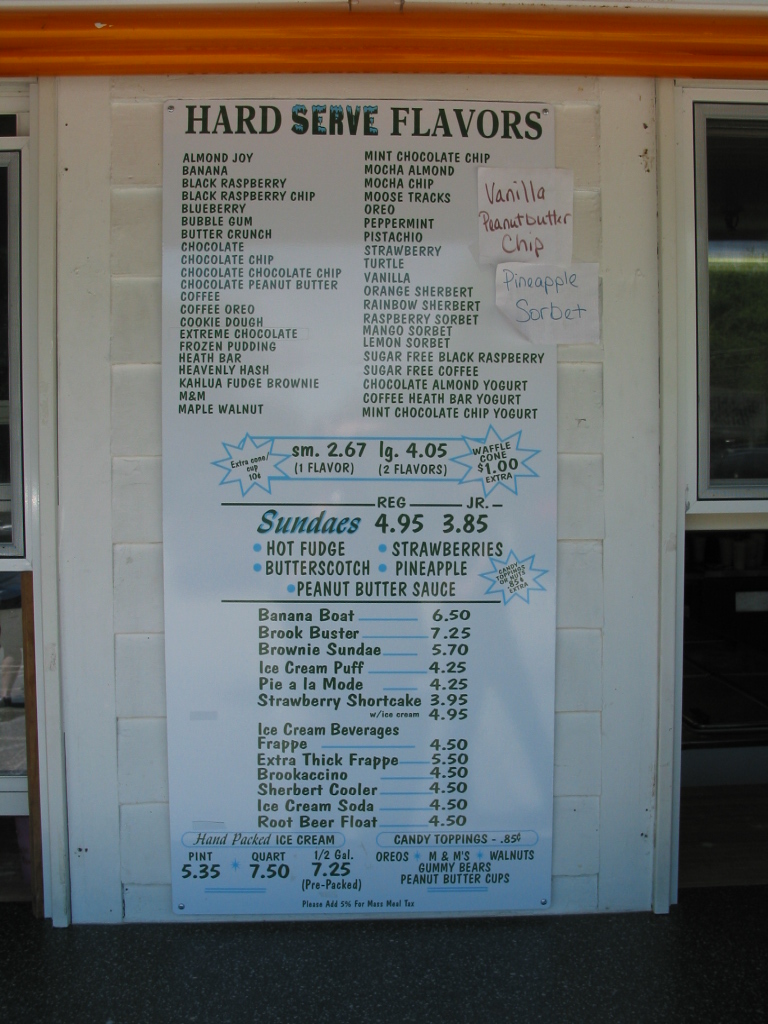 HARD SERVE FLAVORS
ALMOND JOY
BANANA
BLACK RASPBERRY
BLACK RASPBERRY CHIP
BLUEBERRY
BUBBLE GUM
BUTTER CRUNCH
CHOCOLATE
CHOCOLATE CHIP
CHOCOLATE CHOCOLATE CHIP
CHOCOLATE PEANUT BUTTER
COFFEE
COFFEE OREO
COOKIE DOUGH
EXTREME CHOCOLATE
FROZEN PUDDING
HEATH BAR
HEAVENLY HASH
KAHLUA FUDGE BROWNIE
M&M
MAPLE WALNUT
MINT CHOCOLATE CHIP
MOCHA ALMOND
MOCHA CHIP
MOOSE TRACKS
OREO
PEPPERMINT
PISTACHIO
STRAWBERRY
TURTLE
VANILLA
ORANGE SHERBERT
RAINBOW SHERBERT
RASPBERRY SORBET
MANGO SORBET
LEMON SORBET
SUGAR FREE BLACK RASPBERRY
SUGAR FREE COFFEE
CHOCOLATE ALMOND YOGURT
COFFEE HEATH BAR YOGURT
MINT CHOCOLATE CHIP YOGURT
Vanilla
Peanutbutter
Chip
Pineapple
Sorbet
Extra cone/
cup
10¢
sm. 2.67 lg. 4.05
(1 FLAVOR) (2 FLAVORS)
WAFFLE
CONE
$1.00
EXTRA
REG JR.
Sundaes 4.95 3.85
• HOT FUDGE • STRAWBERRIES
• BUTTERSCOTCH • PINEAPPLE
• PEANUT BUTTER SAUCE
CANDY
TOPPINGS
OR NUTS
.85¢
EXTRA
Banana Boat 6.50
Brook Buster 7.25
Brownie Sundae 5.70
Ice Cream Puff 4.25
Pie a la Mode 4.25
Strawberry Shortcake 3.95
w/ice cream 4.95
Ice Cream Beverages
Frappe 4.50
Extra Thick Frappe 5.50
Brookaccino 4.50
Sherbet Cooler 4.50
Ice Cream Soda 4.50
Root Beer Float 4.50
Hand Packed ICE CREAM
PINT QUART 1/2 Gal.
5.35 7.50 7.25
(Pre-Packed)
CANDY TOPPINGS - .85¢
OREOS * M & M'S * WALNUTS
GUMMY BEARS
PEANUT BUTTER CUPS
Please Add 5% For Mass Meal Tax